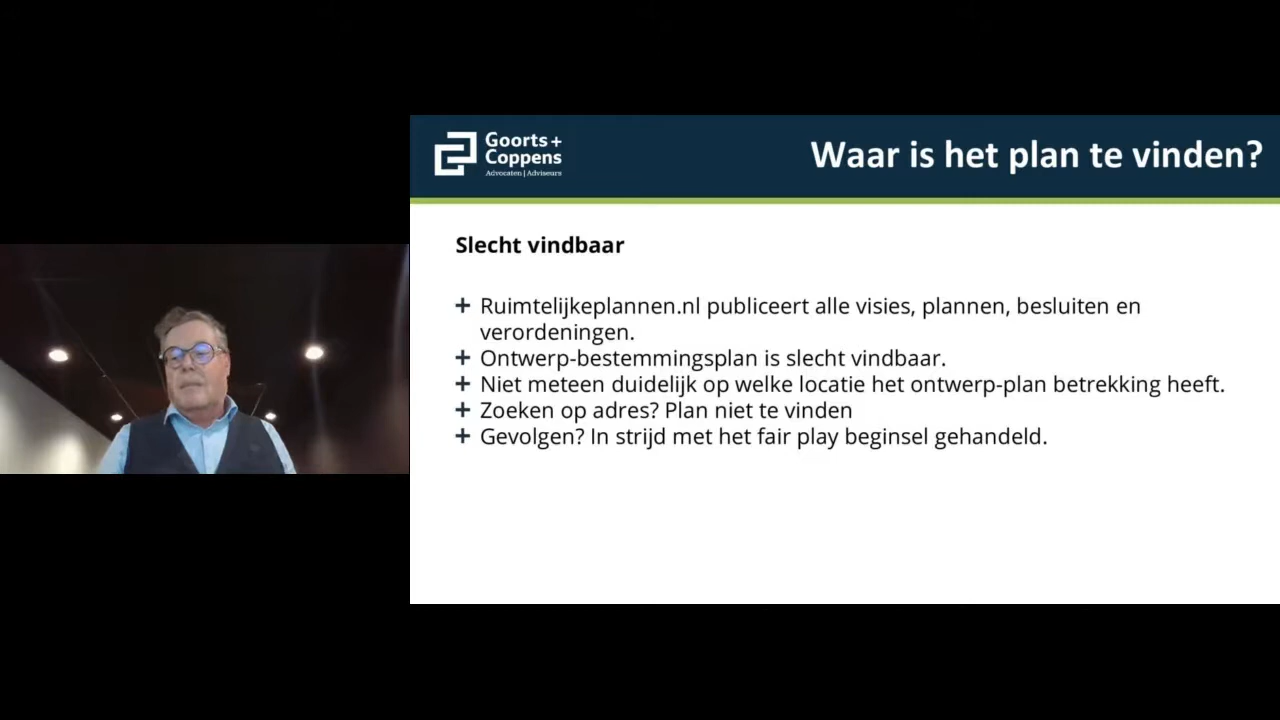 Goorts+
Coppens
Advocaten | Adviseurs
Waar is het plan te vinden?
Slecht vindbaar
+ Ruimtelijkeplannen.nl publiceert alle visies, plannen, besluiten en
verordeningen.
+ Ontwerp-bestemmingsplan is slecht vindbaar.
+ Niet meteen duidelijk op welke locatie het ontwerp-plan betrekking heeft.
+ Zoeken op adres? Plan niet te vinden
+ Gevolgen? In strijd met het fair play beginsel gehandeld.